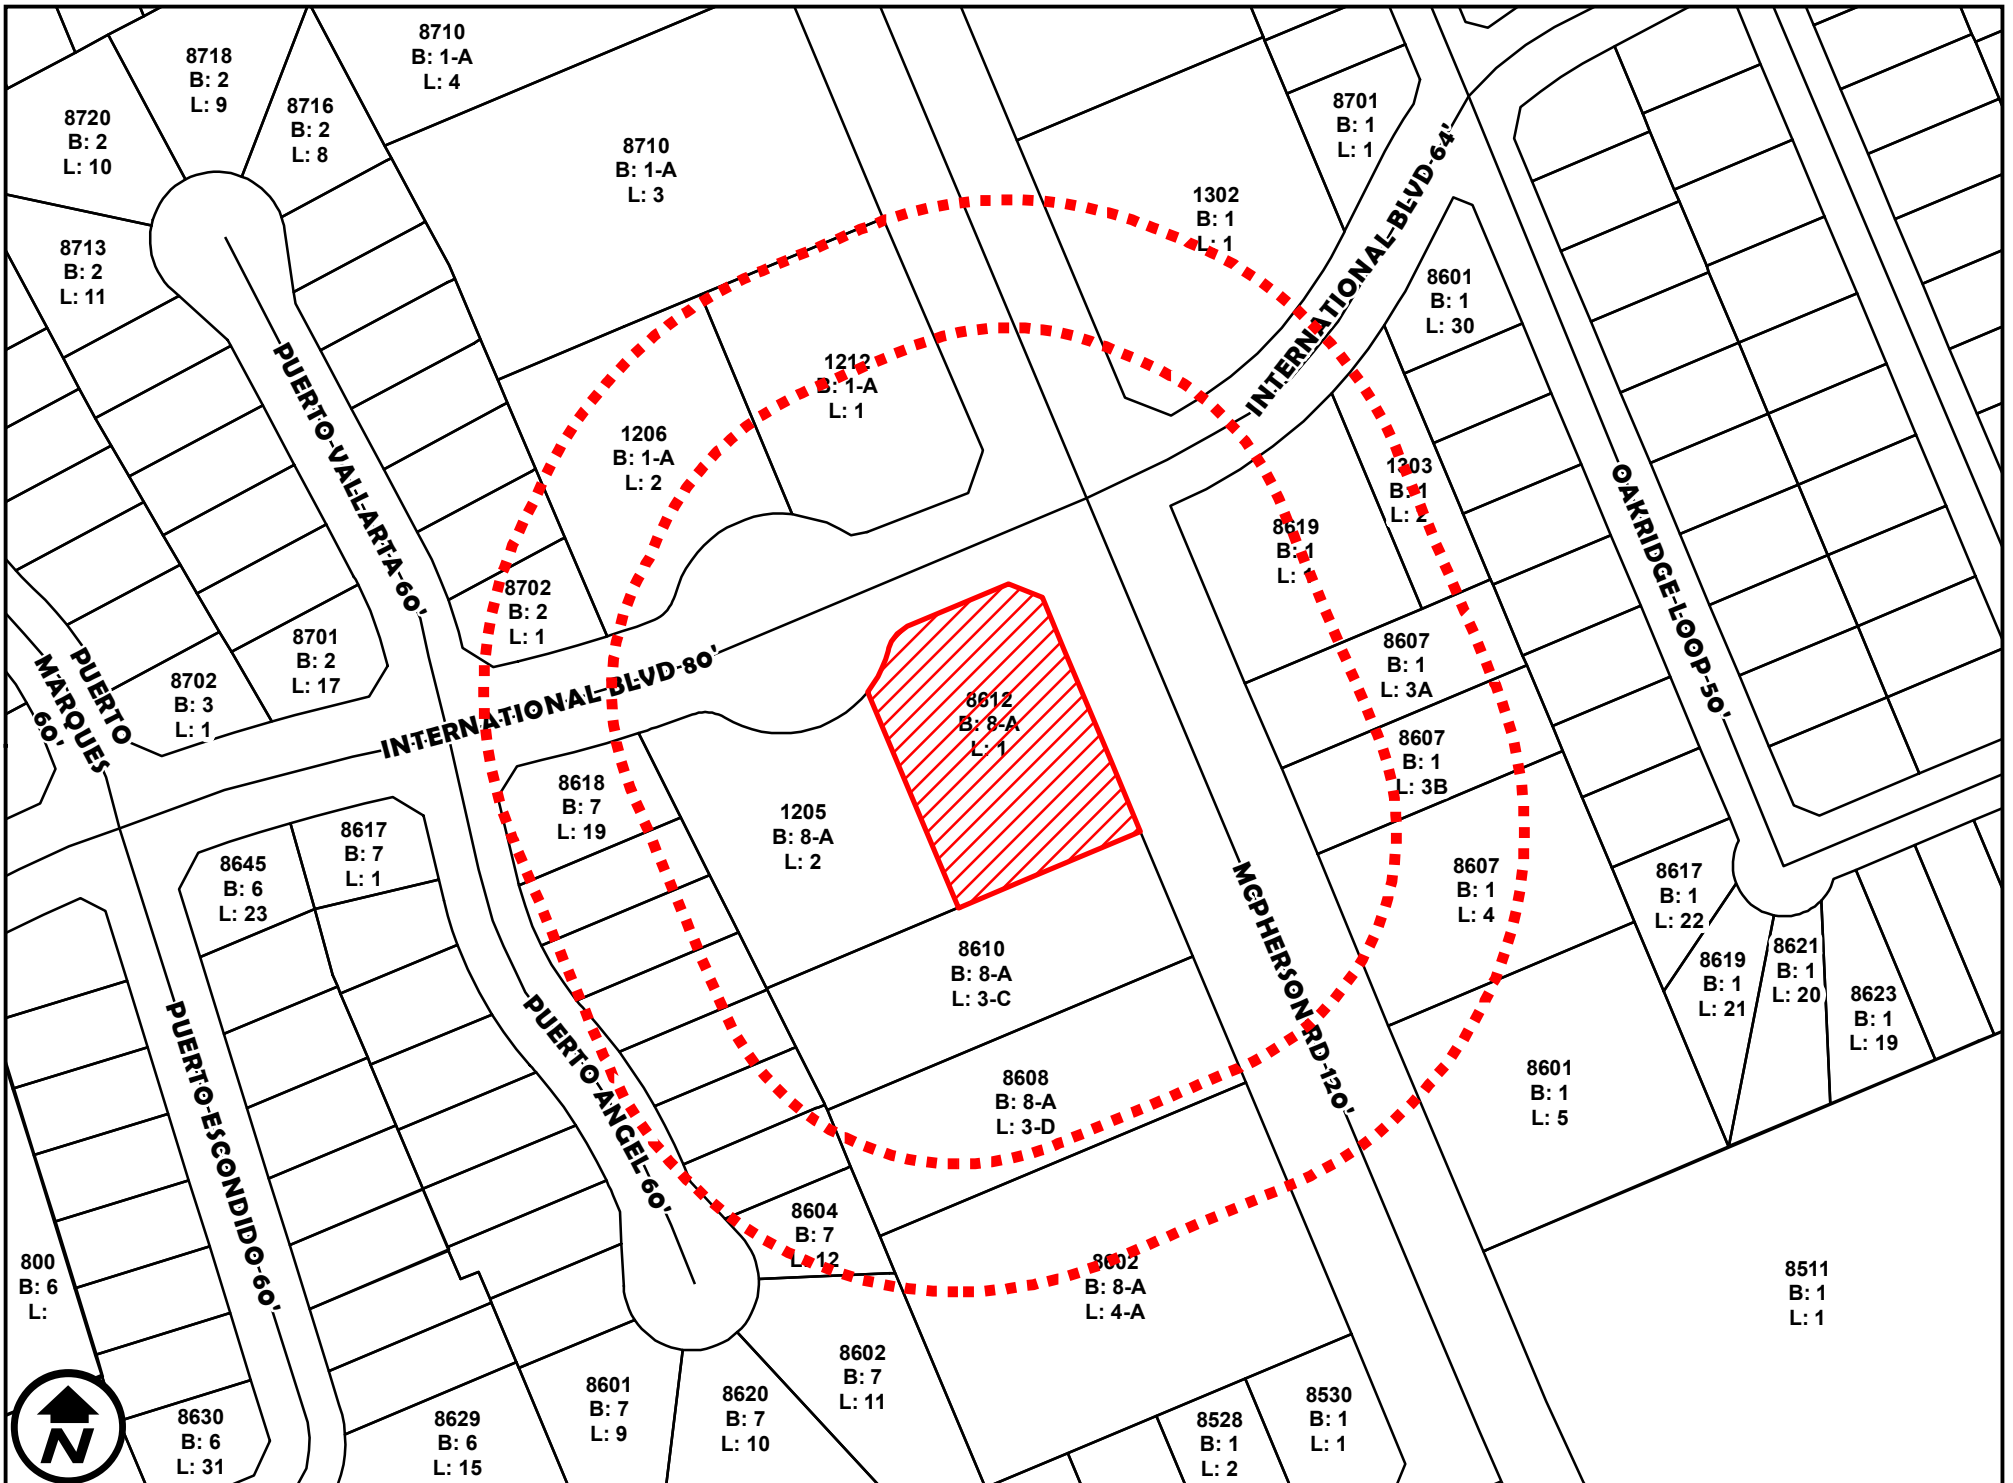 8710
B: 1-A
L: 4
8718
B: 2
L: 9
8716
B: 2
L: 8
8720
B: 2
L: 10
8701
B: 1
L: 1
8710
B: 1-A
L: 3
1302
B: 1
L: 1
8713
B: 2
L: 11
8601
B: 1
L: 30
INTERNATIONAL-BLVD-64'
PUERTO-VALLARTA-60'
1212
B: 1-A
L: 1
1206
B: 1-A
L: 2
1303
B: 1
L: 2
8619
B: 1
L: 1
OAKRIDGE-LOOP-50'
8702
B: 2
L: 1
8701
B: 2
L: 17
8607
B: 1
L: 3A
PUERTO
MARQUES
60'
8702
B: 3
L: 1
INTERNATIONAL-BLVD-80'
8612
B: 8-A
L: 1
8607
B: 1
L: 3B
8618
B: 7
L: 19
1205
B: 8-A
L: 2
8617
B: 7
L: 1
8645
B: 6
L: 23
8607
B: 1
L: 4
8617
B: 1
L: 22
MCPHERSON-RD-120'
8610
B: 8-A
L: 3-C
8619
B: 1
L: 21
8621
B: 1
L: 20
8623
B: 1
L: 19
PUERTO-ANGEL-60'
PUERTO-ESCONDIDO-60'
8608
B: 8-A
L: 3-D
8601
B: 1
L: 5
8604
B: 7
L: 12
8602
B: 8-A
L: 4-A
800
B: 6
L:
8511
B: 1
L: 1
8602
B: 7
L: 11
8601
B: 7
L: 9
8620
B: 7
L: 10
8528
B: 1
L: 2
8530
B: 1
L: 1
8630
B: 6
L: 31
8629
B: 6
L: 15
N